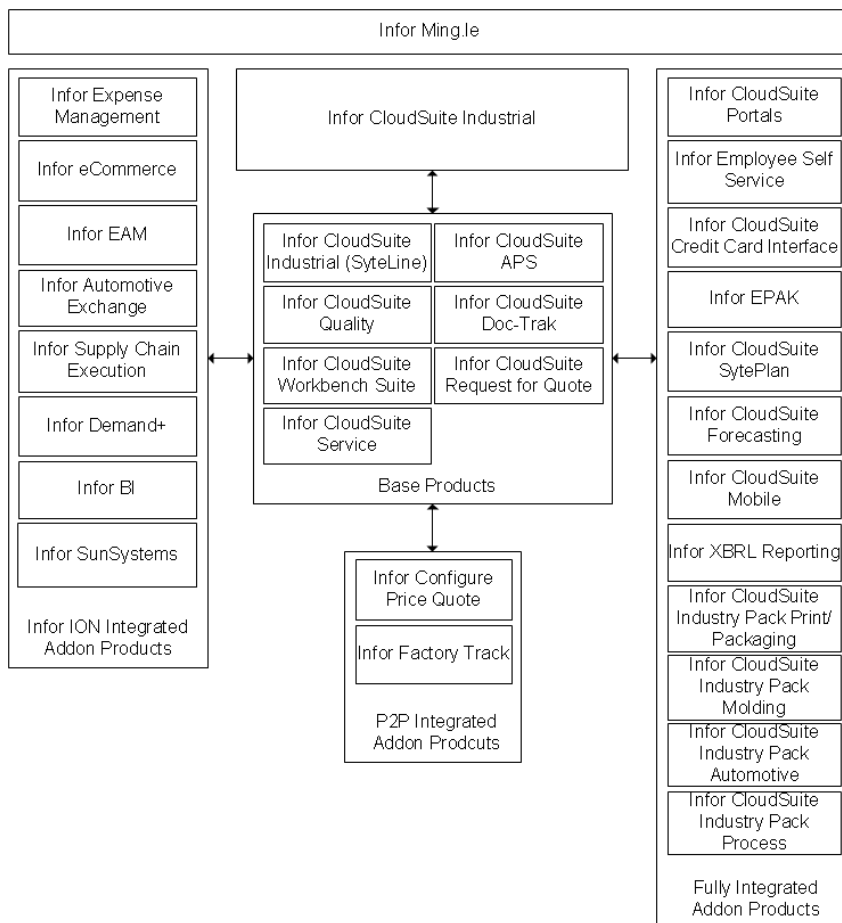 Infor Ming.le
Infor Expense
Management
Infor eCommerce
Infor EAM
Infor Automotive
Exchange
Infor Supply Chain
Execution
Infor Demand+
Infor BI
Infor SunSystems
Infor ION Integrated
Addon Products
Infor CloudSuite Industrial
Infor CloudSuite
Industrial (SyteLine)
Infor CloudSuite
APS
Infor CloudSuite
Quality
Infor CloudSuite
Doc-Trak
Infor CloudSuite
Workbench Suite
Infor CloudSuite
Request for Quote
Infor CloudSuite
Service
Base Products
Infor Configure
Price Quote
Infor Factory Track
P2P Integrated
Addon Prodcuts
Infor CloudSuite
Portals
Infor Employee Self
Service
Infor CloudSuite
Credit Card Interface
Infor EPAK
Infor CloudSuite
SytePlan
Infor CloudSuite
Forecasting
Infor CloudSuite
Mobile
Infor XBRL Reporting
Infor CloudSuite
Industry Pack Print/
Packaging
Infor CloudSuite
Industry Pack
Molding
Infor CloudSuite
Industry Pack
Automotive
Infor CloudSuite
Industry Pack
Process
Fully Integrated
Addon Products